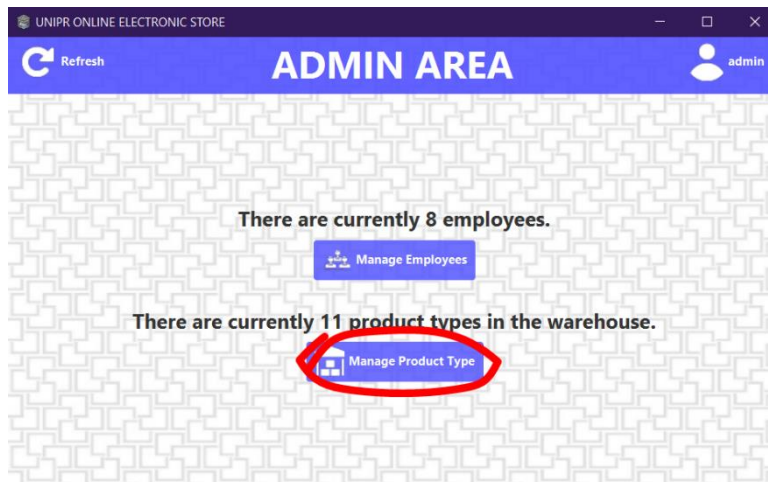 UNIPR ONLINE ELECTRONIC STORE
Refresh
ADMIN AREA
admin
There are currently 8 employees.
Manage Employees
There are currently 11 product types in the warehouse.
Manage Product Type